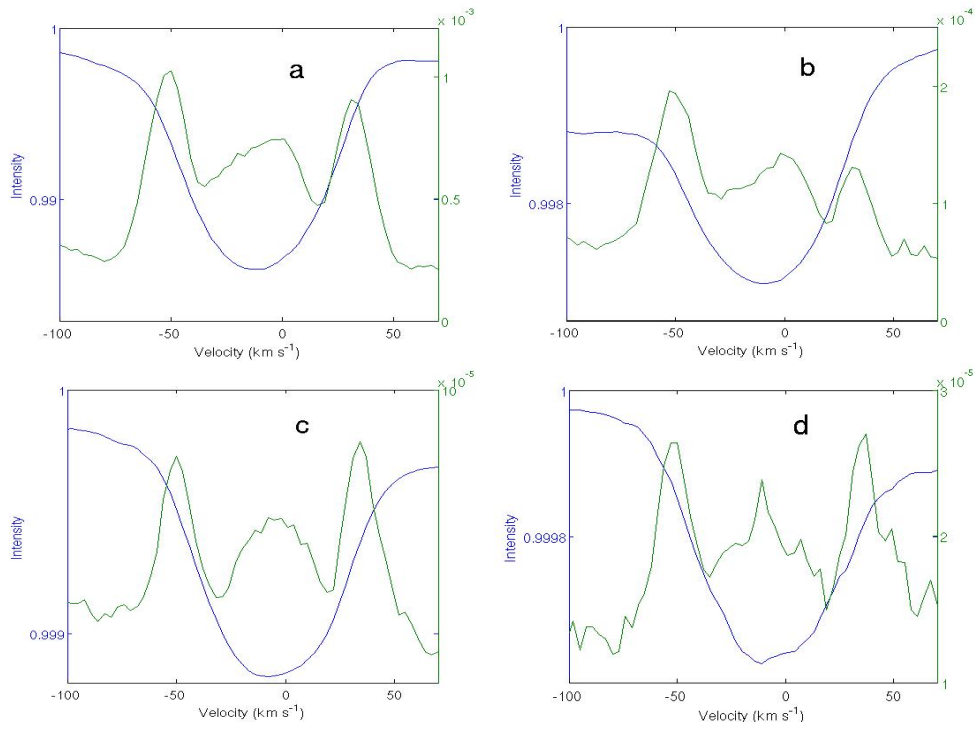 x 10⁻³
1
a
1
Intensity
0.99
0.5
0
-100 -50 0 50
Velocity (km s⁻¹)
x 10⁻⁴
1
b
2
Intensity
0.998
1
0
-100 -50 0 50
Velocity (km s⁻¹)
x 10⁻⁵
1
c
Intensity
0.999
-100 -50 0 50
Velocity (km s⁻¹)
x 10⁻⁵
1
3
d
Intensity
0.9998
2
1
-100 -50 0 50
Velocity (km s⁻¹)